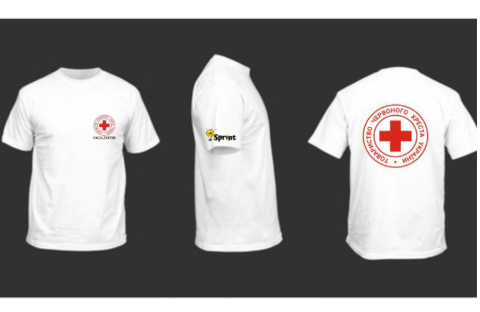 FACILITATOR
Sprint
ТОВАРИСТВО ЧЕРВОНОГО ХРЕСТА УКРАЇНИ